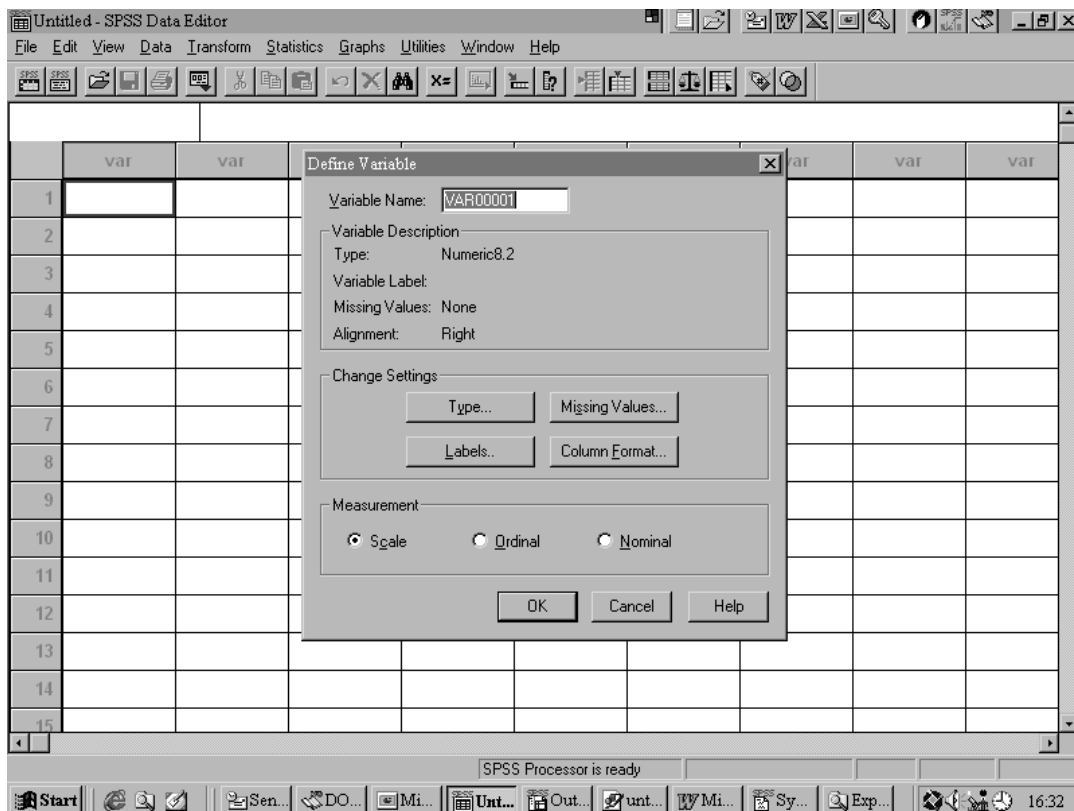 Untitled - SPSS Data Editor
File Edit View Data Transform Statistics Graphs Utilities Window Help
var var var var var
Define Variable
Variable Name: VAR00001
Variable Description
Type: Numeric8.2
Variable Label:
Missing Values: None
Alignment: Right
Change Settings
Type... Missing Values...
Labels.. Column Format...
Measurement
Scale Ordinal Nominal
OK Cancel Help
1
2
3
4
5
6
7
8
9
10
11
12
13
14
15
SPSS Processor is ready
Start Sen... DO... Mi... Unt... Out... unt... Mi... Sy... Exp... 16:32